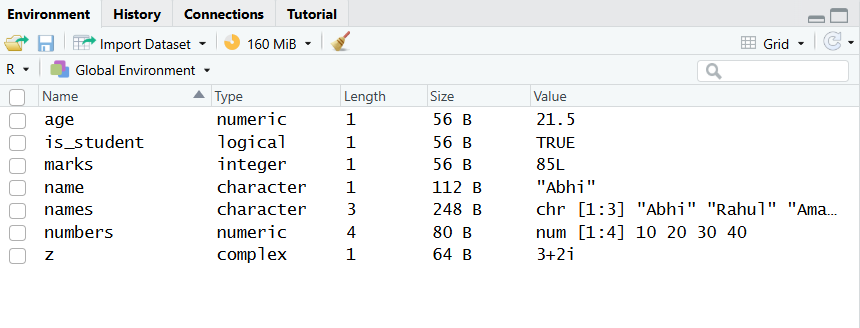 Environment History Connections Tutorial
Import Dataset 160 MiB Grid
R Global Environment
Name Type Length Size Value
age numeric 1 56 B 21.5
is_student logical 1 56 B TRUE
marks integer 1 56 B 85L
name character 1 112 B "Abhi"
names character 3 248 B chr [1:3] "Abhi" "Rahul" "Ama…
numbers numeric 4 80 B num [1:4] 10 20 30 40
z complex 1 64 B 3+2i